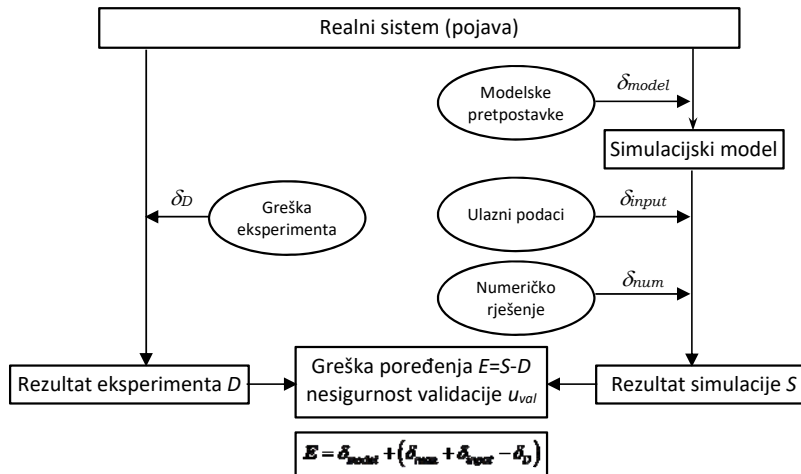 Realni sistem (pojava)
Modelske
pretpostavke
δmodel
Simulacijski model
δD
Greška
eksperimenta
Ulazni podaci
δinput
Numeričko
rješenje
δnum
Rezultat eksperimenta D
Greška poređenja E=S-D
nesigurnost validacije uval
Rezultat simulacije S
E = δmodel + (δnum + δinput − δD)